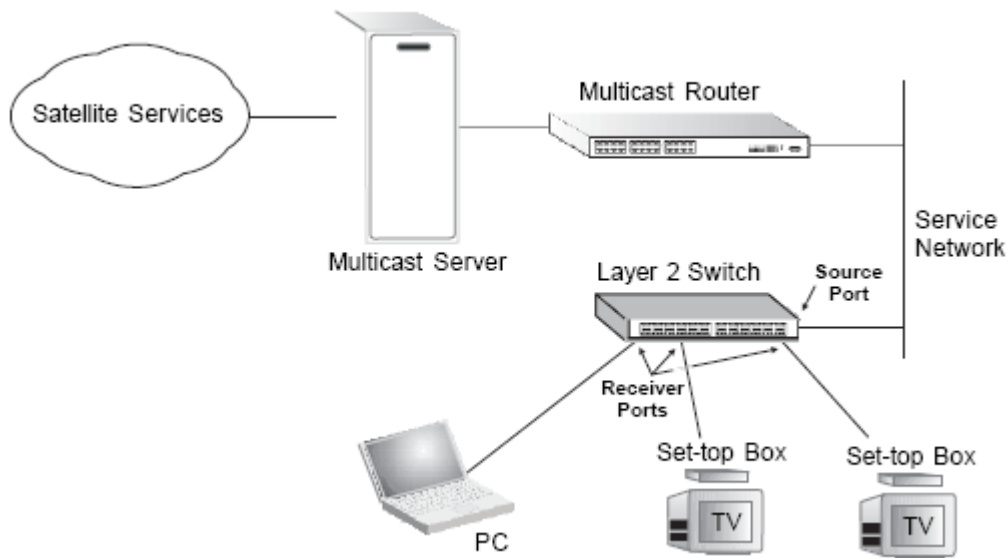 Satellite Services
Multicast Router
Multicast Server
Service
Network
Layer 2 Switch
Source
Port
Receiver
Ports
Set-top Box
Set-top Box
TV
TV
PC